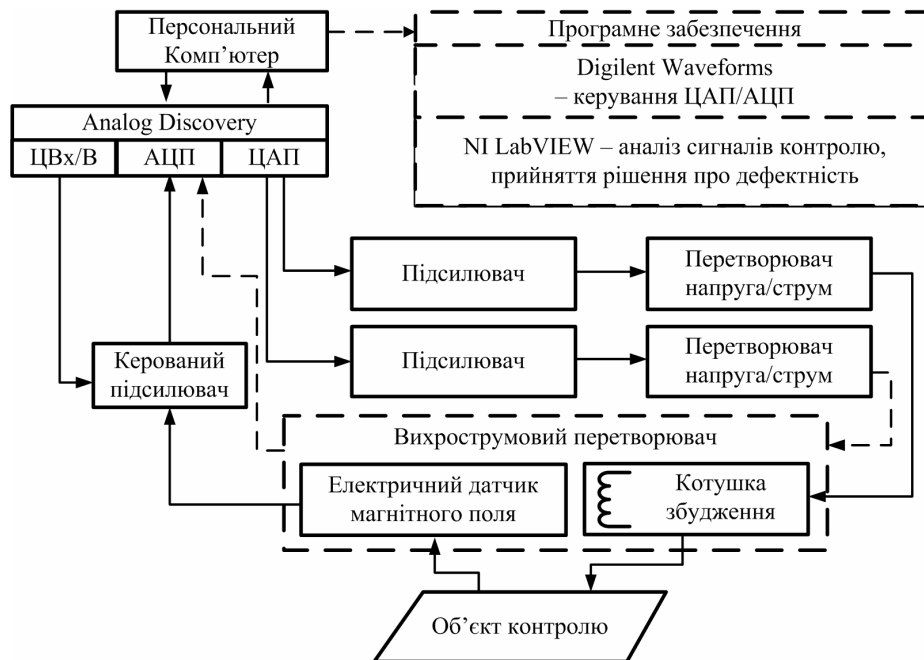 Персональний
Комп’ютер
Програмне забезпечення
Digilent Waveforms
– керування ЦАП/АЦП
NI LabVIEW – аналіз сигналів контролю,
прийняття рішення про дефектність
Analog Discovery
ЦВх/В
АЦП
ЦАП
Підсилювач
Перетворювач
напруга/струм
Підсилювач
Перетворювач
напруга/струм
Керований
підсилювач
Вихрострумовий перетворювач
Електричний датчик
магнітного поля
Котушка
збудження
Об’єкт контролю